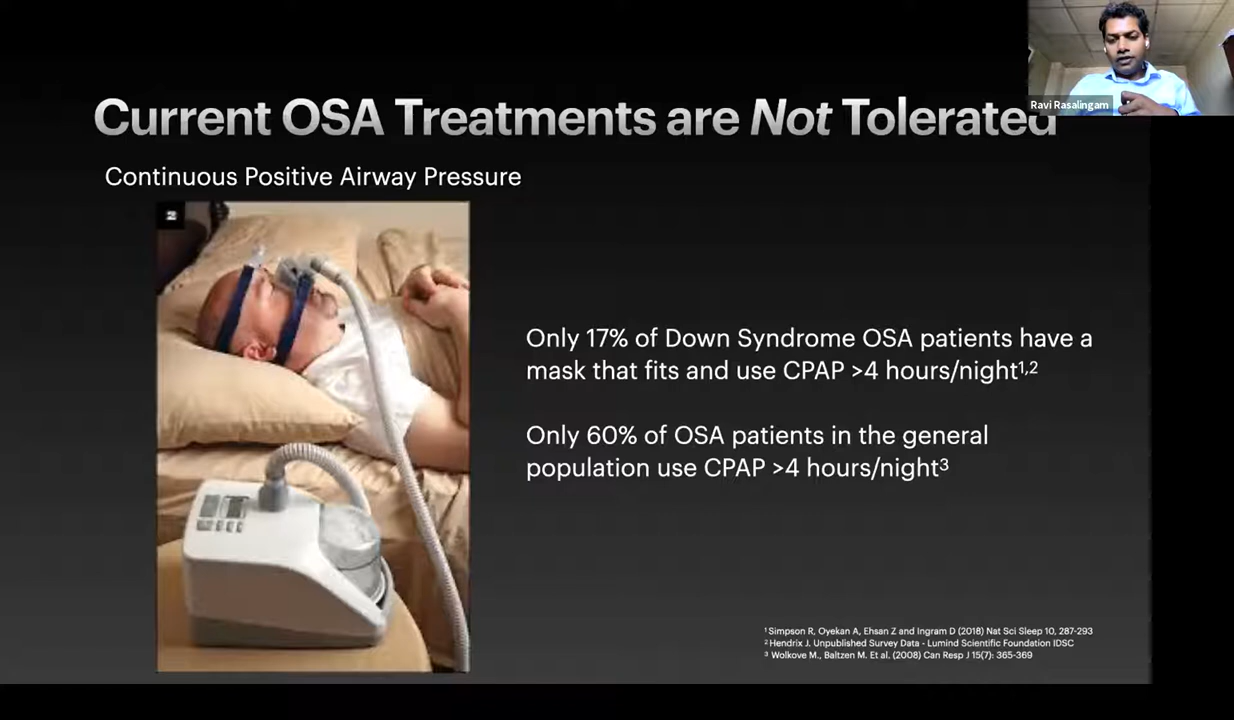 Current OSA Treatments are Not Tolerated
Ravi Rasalingam
Continuous Positive Airway Pressure
2
Only 17% of Down Syndrome OSA patients have a
mask that fits and use CPAP >4 hours/night1,2
Only 60% of OSA patients in the general
population use CPAP >4 hours/night3
1 Simpson R, Oyekan A, Ehsan Z and Ingram D (2018) Nat Sci Sleep 10, 287-293
2 Hendrix J. Unpublished Survey Data - Lumind Scientific Foundation IDSC
3 Wolkove M., Baltzen M. Et al. (2008) Can Resp J 15(7): 365-369